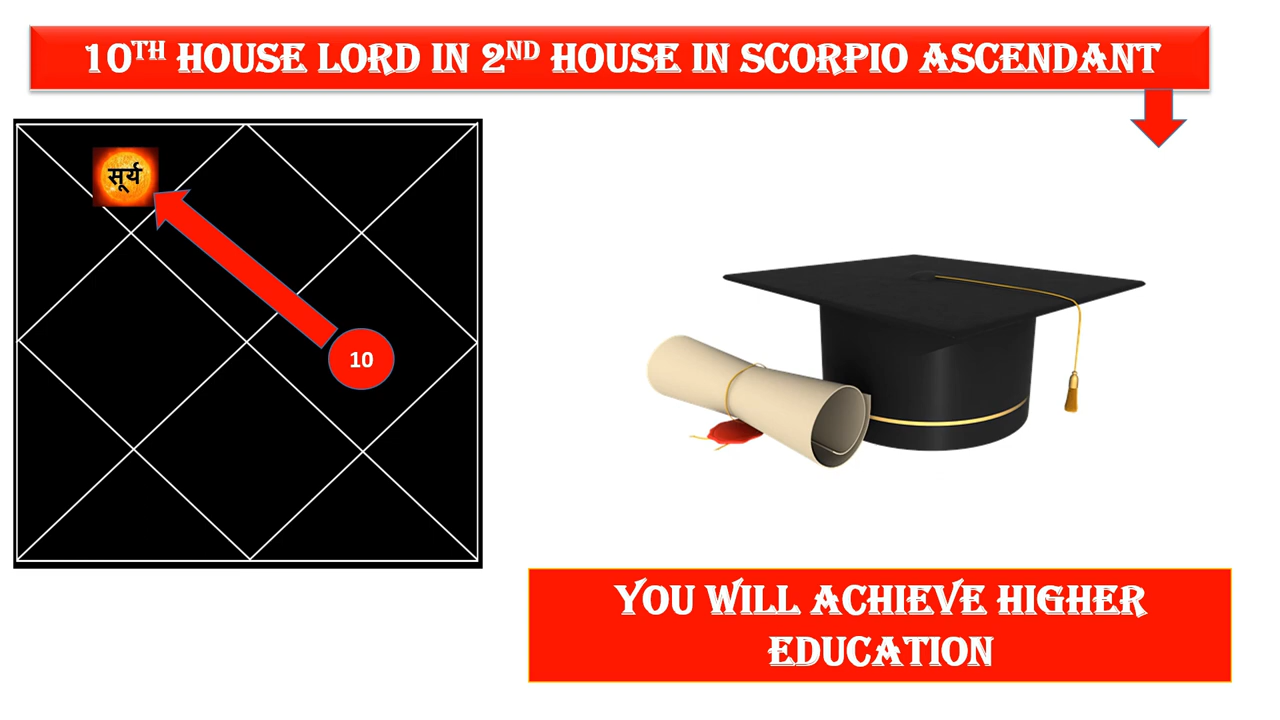 10TH HOUSE LORD IN 2ND HOUSE IN SCORPIO ASCENDANT
सूर्य
10
YOU WILL ACHIEVE HIGHER
EDUCATION